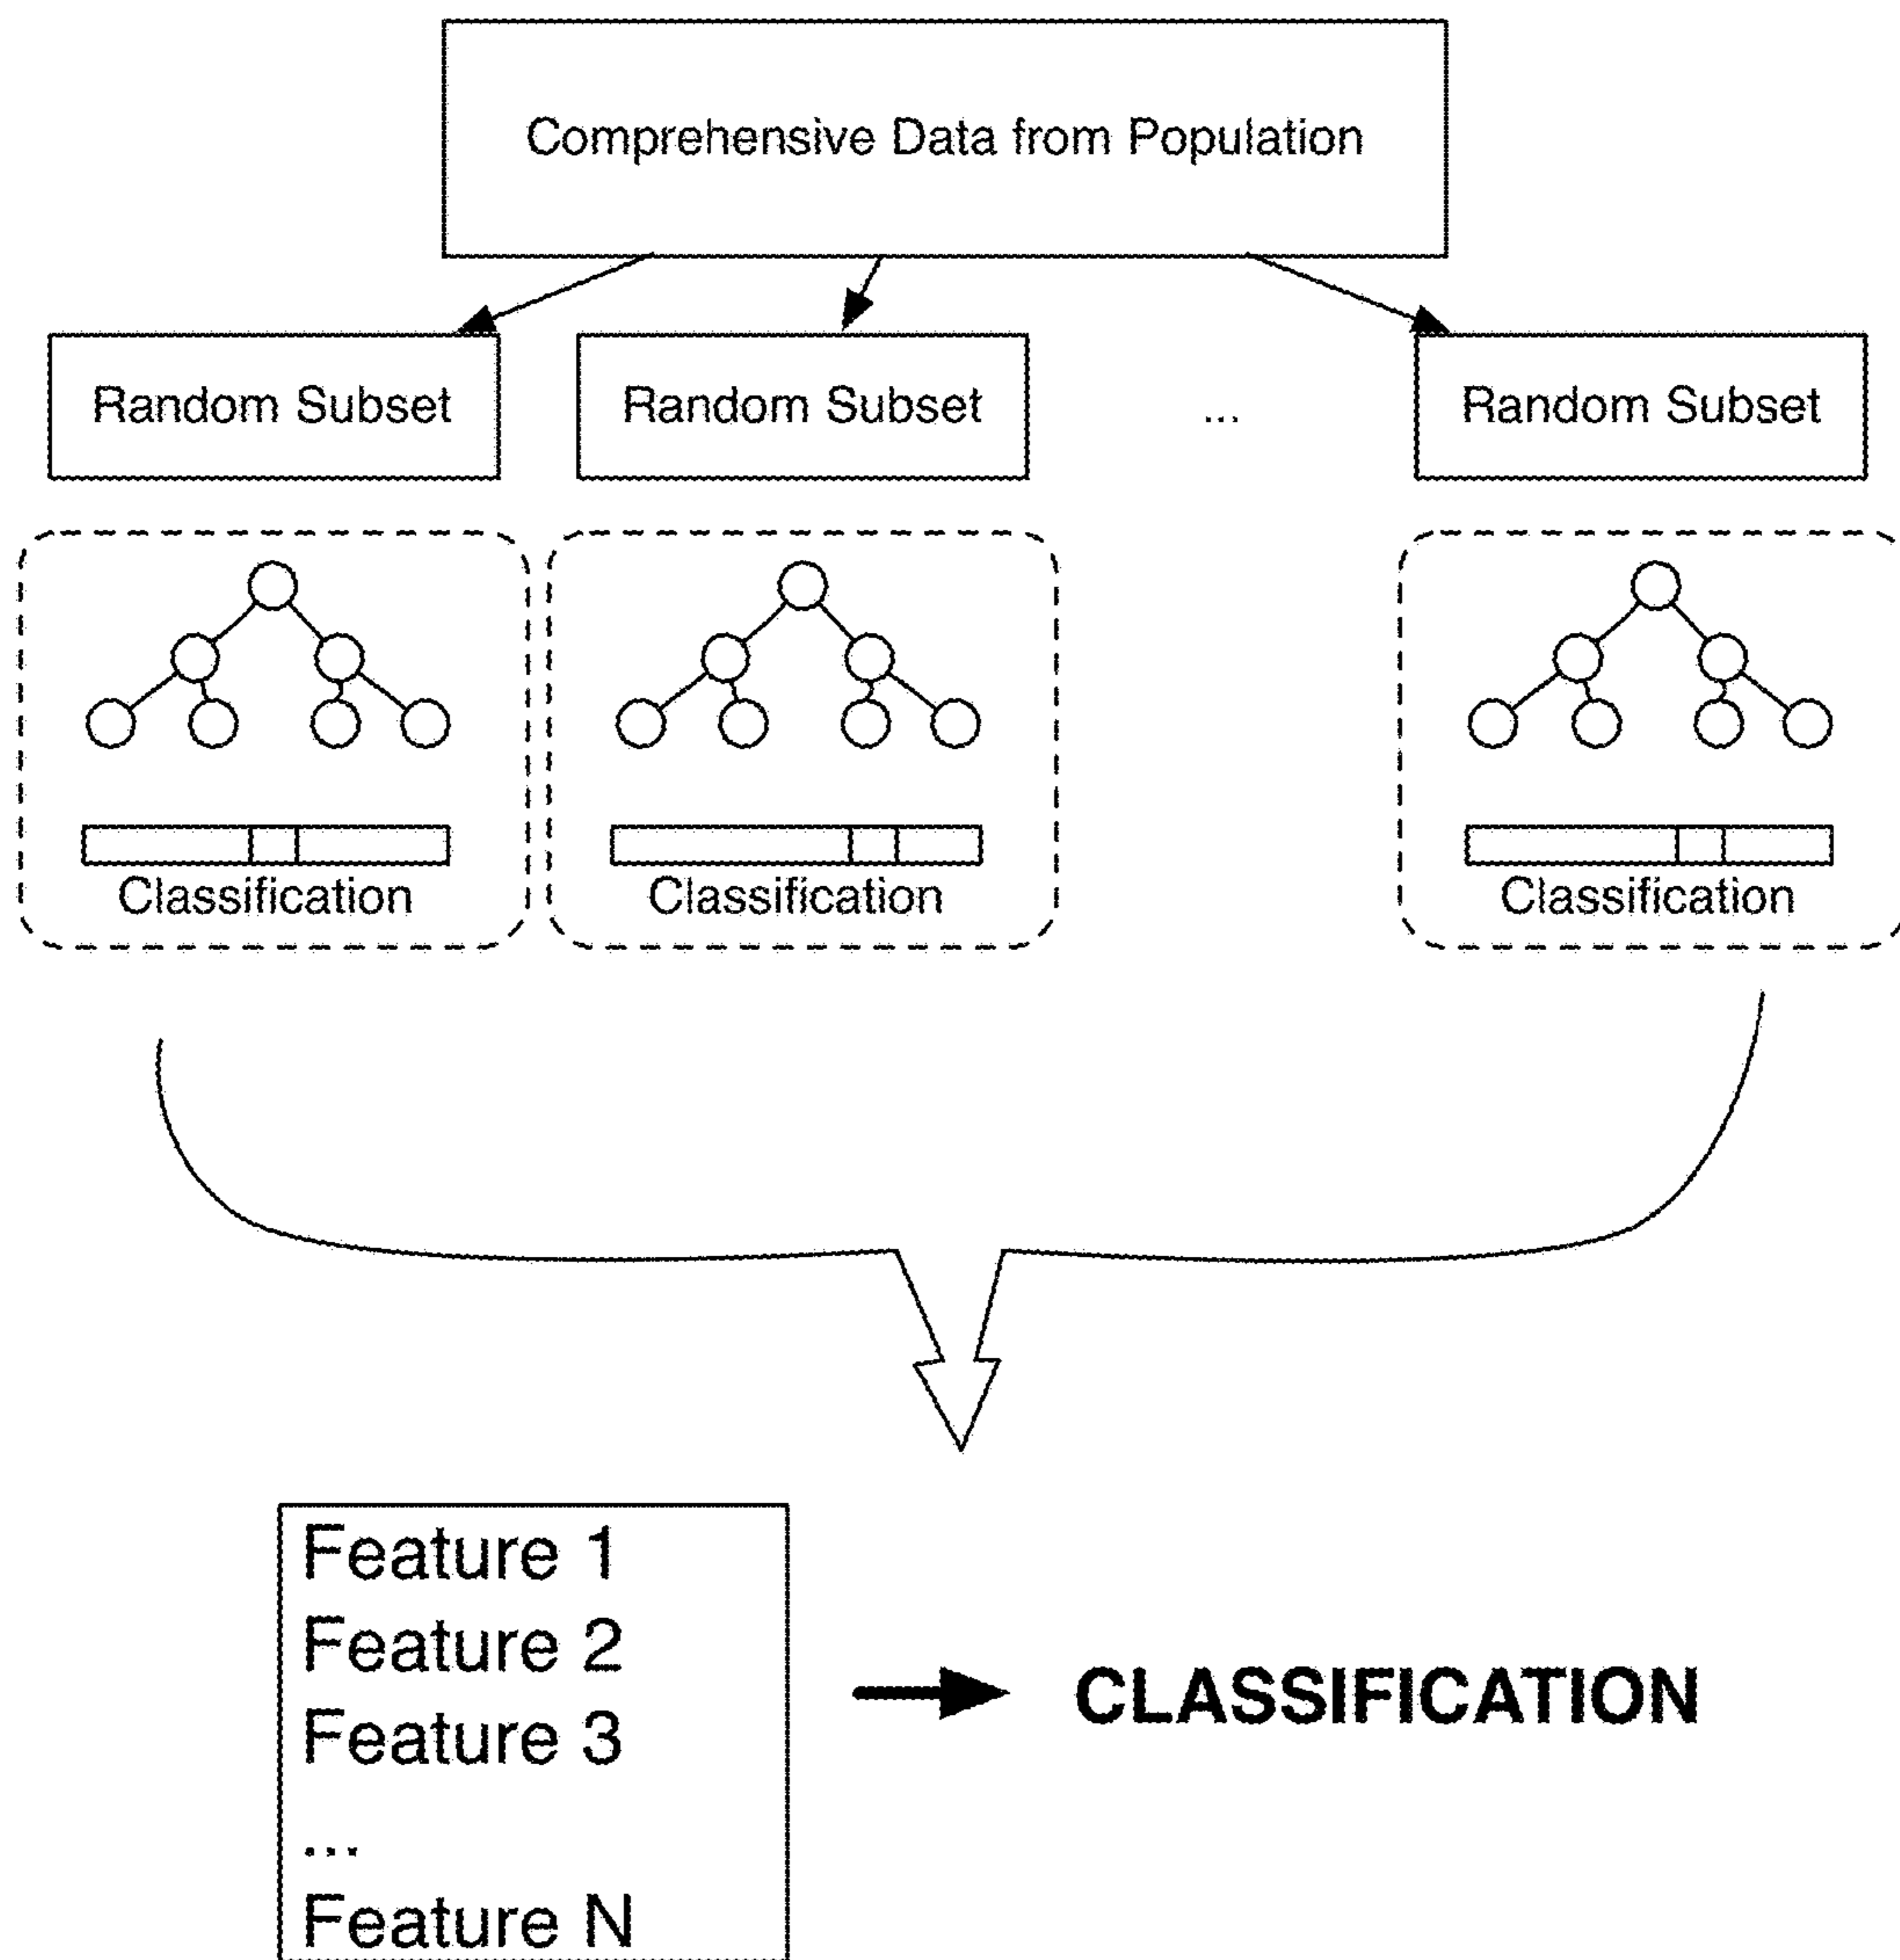 Comprehensive Data from Population
Random Subset
Random Subset
...
Random Subset
Classification
Classification
Classification
Feature 1
Feature 2
Feature 3
...
Feature N
CLASSIFICATION